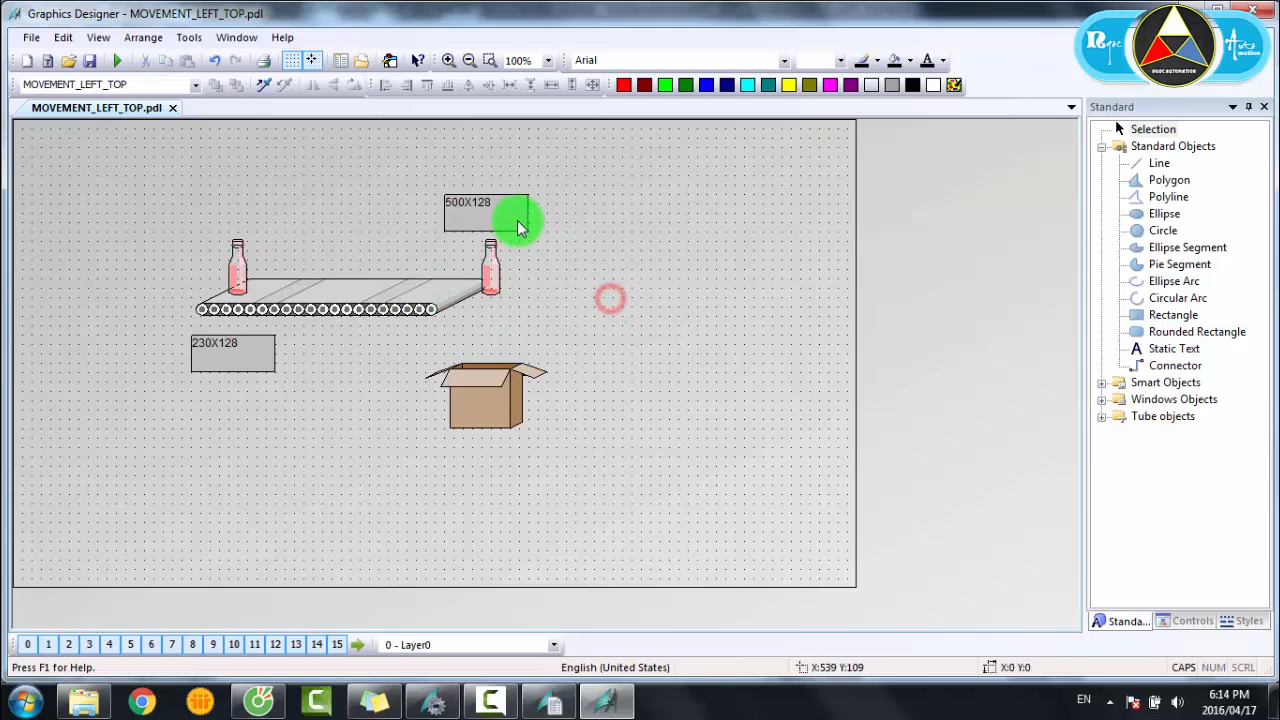 Graphics Designer - MOVEMENT_LEFT_TOP.pdl
File Edit View Arrange Tools Window Help
100% Arial
MOVEMENT_LEFT_TOP
MOVEMENT_LEFT_TOP.pdl
500X128
230X128
Standard
Selection
Standard Objects
Line
Polygon
Polyline
Ellipse
Circle
Ellipse Segment
Pie Segment
Ellipse Arc
Circular Arc
Rectangle
Rounded Rectangle
A Static Text
Connector
Smart Objects
Windows Objects
Tube objects
Standa... Controls Styles
0 1 2 3 4 5 6 7 8 9 10 11 12 13 14 15 0 - Layer0
Press F1 for Help. English (United States) X:539 Y:109 X:0 Y:0 CAPS NUM SCRL
EN 6:14 PM
2016/04/17
NGOC AUTOMATION